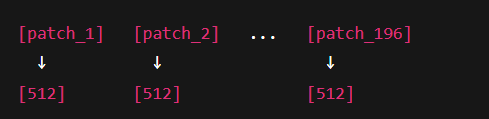 [patch_1] [patch_2] ... [patch_196]
↓ ↓ ↓
[512] [512] [512]